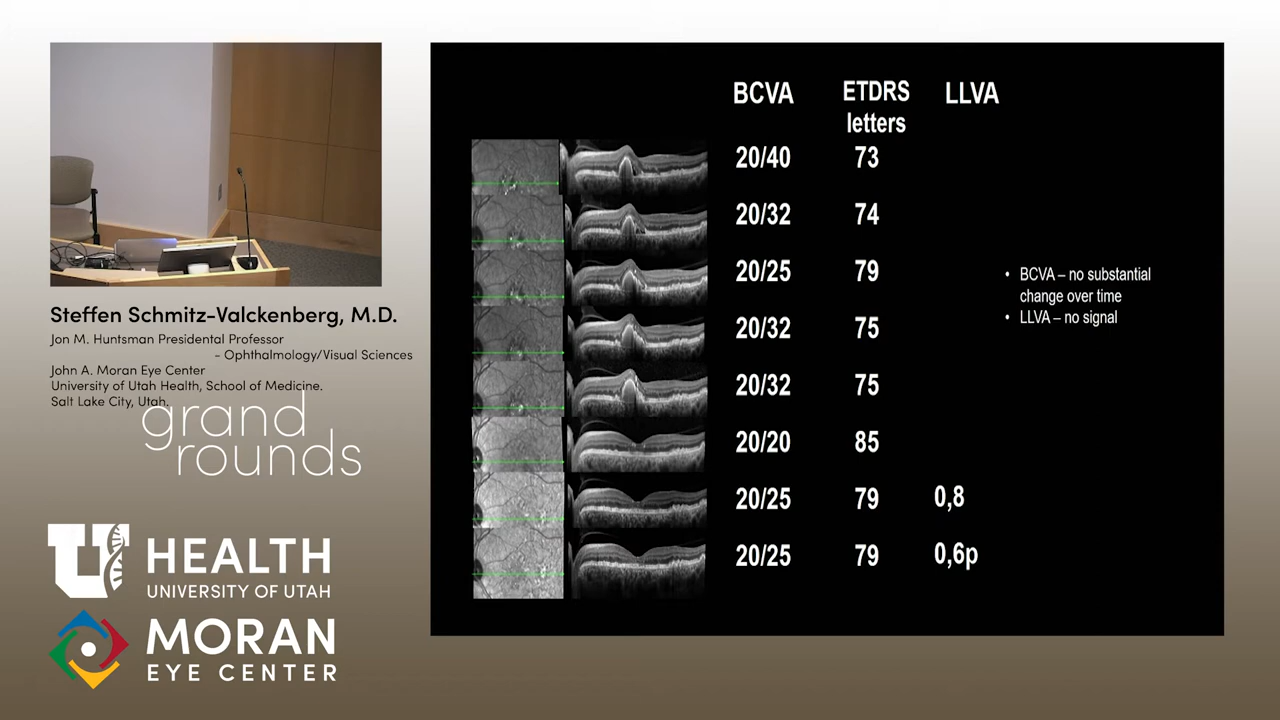 Steffen Schmitz-Valckenberg, M.D.
Jon M. Huntsman Presidental Professor
- Ophthalmology/Visual Sciences
John A. Moran Eye Center
University of Utah Health, School of Medicine.
Salt Lake City, Utah.
grand
rounds
U HEALTH
UNIVERSITY OF UTAH
MORAN
EYE CENTER
BCVA ETDRS letters LLVA
20/40 73
20/32 74
20/25 79
20/32 75
20/32 75
20/20 85
20/25 79 0,8
20/25 79 0,6p
• BCVA – no substantial
change over time
• LLVA – no signal